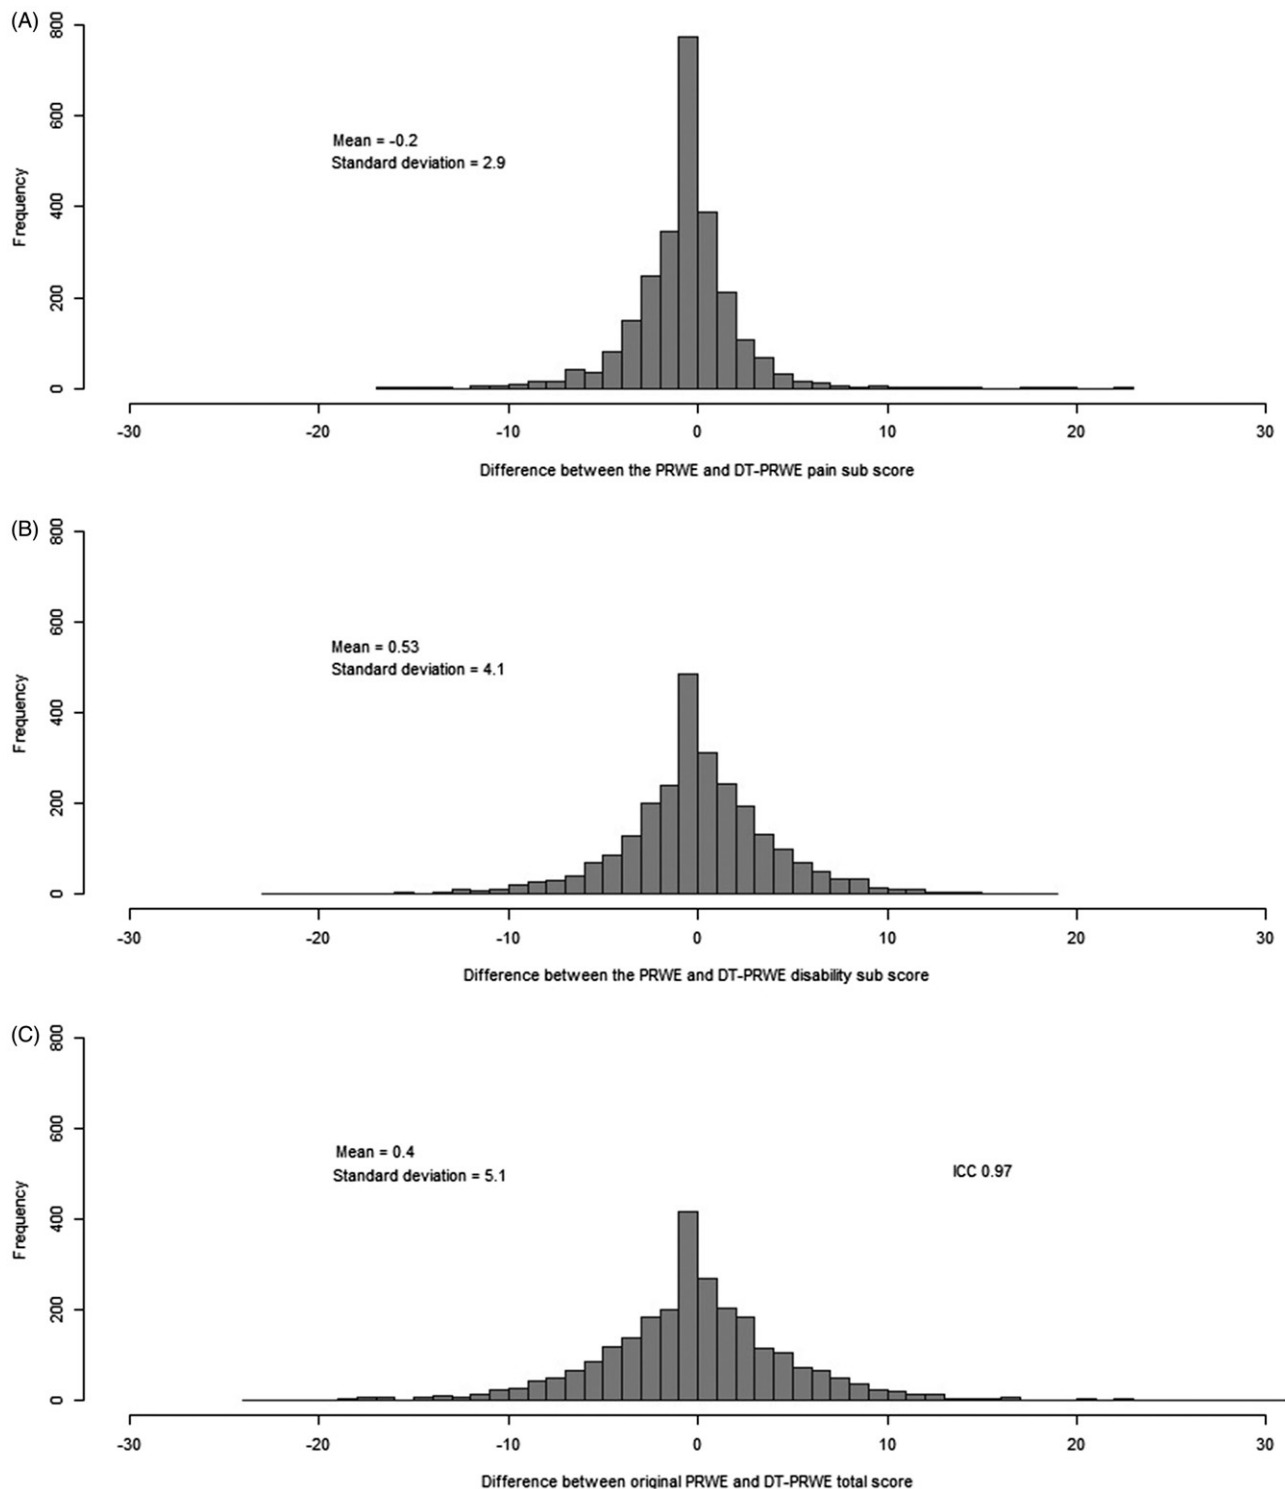 (A)
800
600
400
200
0
Frequency
Mean = -0.2
Standard deviation = 2.9
-30 -20 -10 0 10 20 30
Difference between the PRWE and DT-PRWE pain sub score
(B)
800
600
400
200
0
Frequency
Mean = 0.53
Standard deviation = 4.1
-30 -20 -10 0 10 20 30
Difference between the PRWE and DT-PRWE disability sub score
(C)
800
600
400
200
0
Frequency
Mean = 0.4
Standard deviation = 5.1
ICC 0.97
-30 -20 -10 0 10 20 30
Difference between original PRWE and DT-PRWE total score